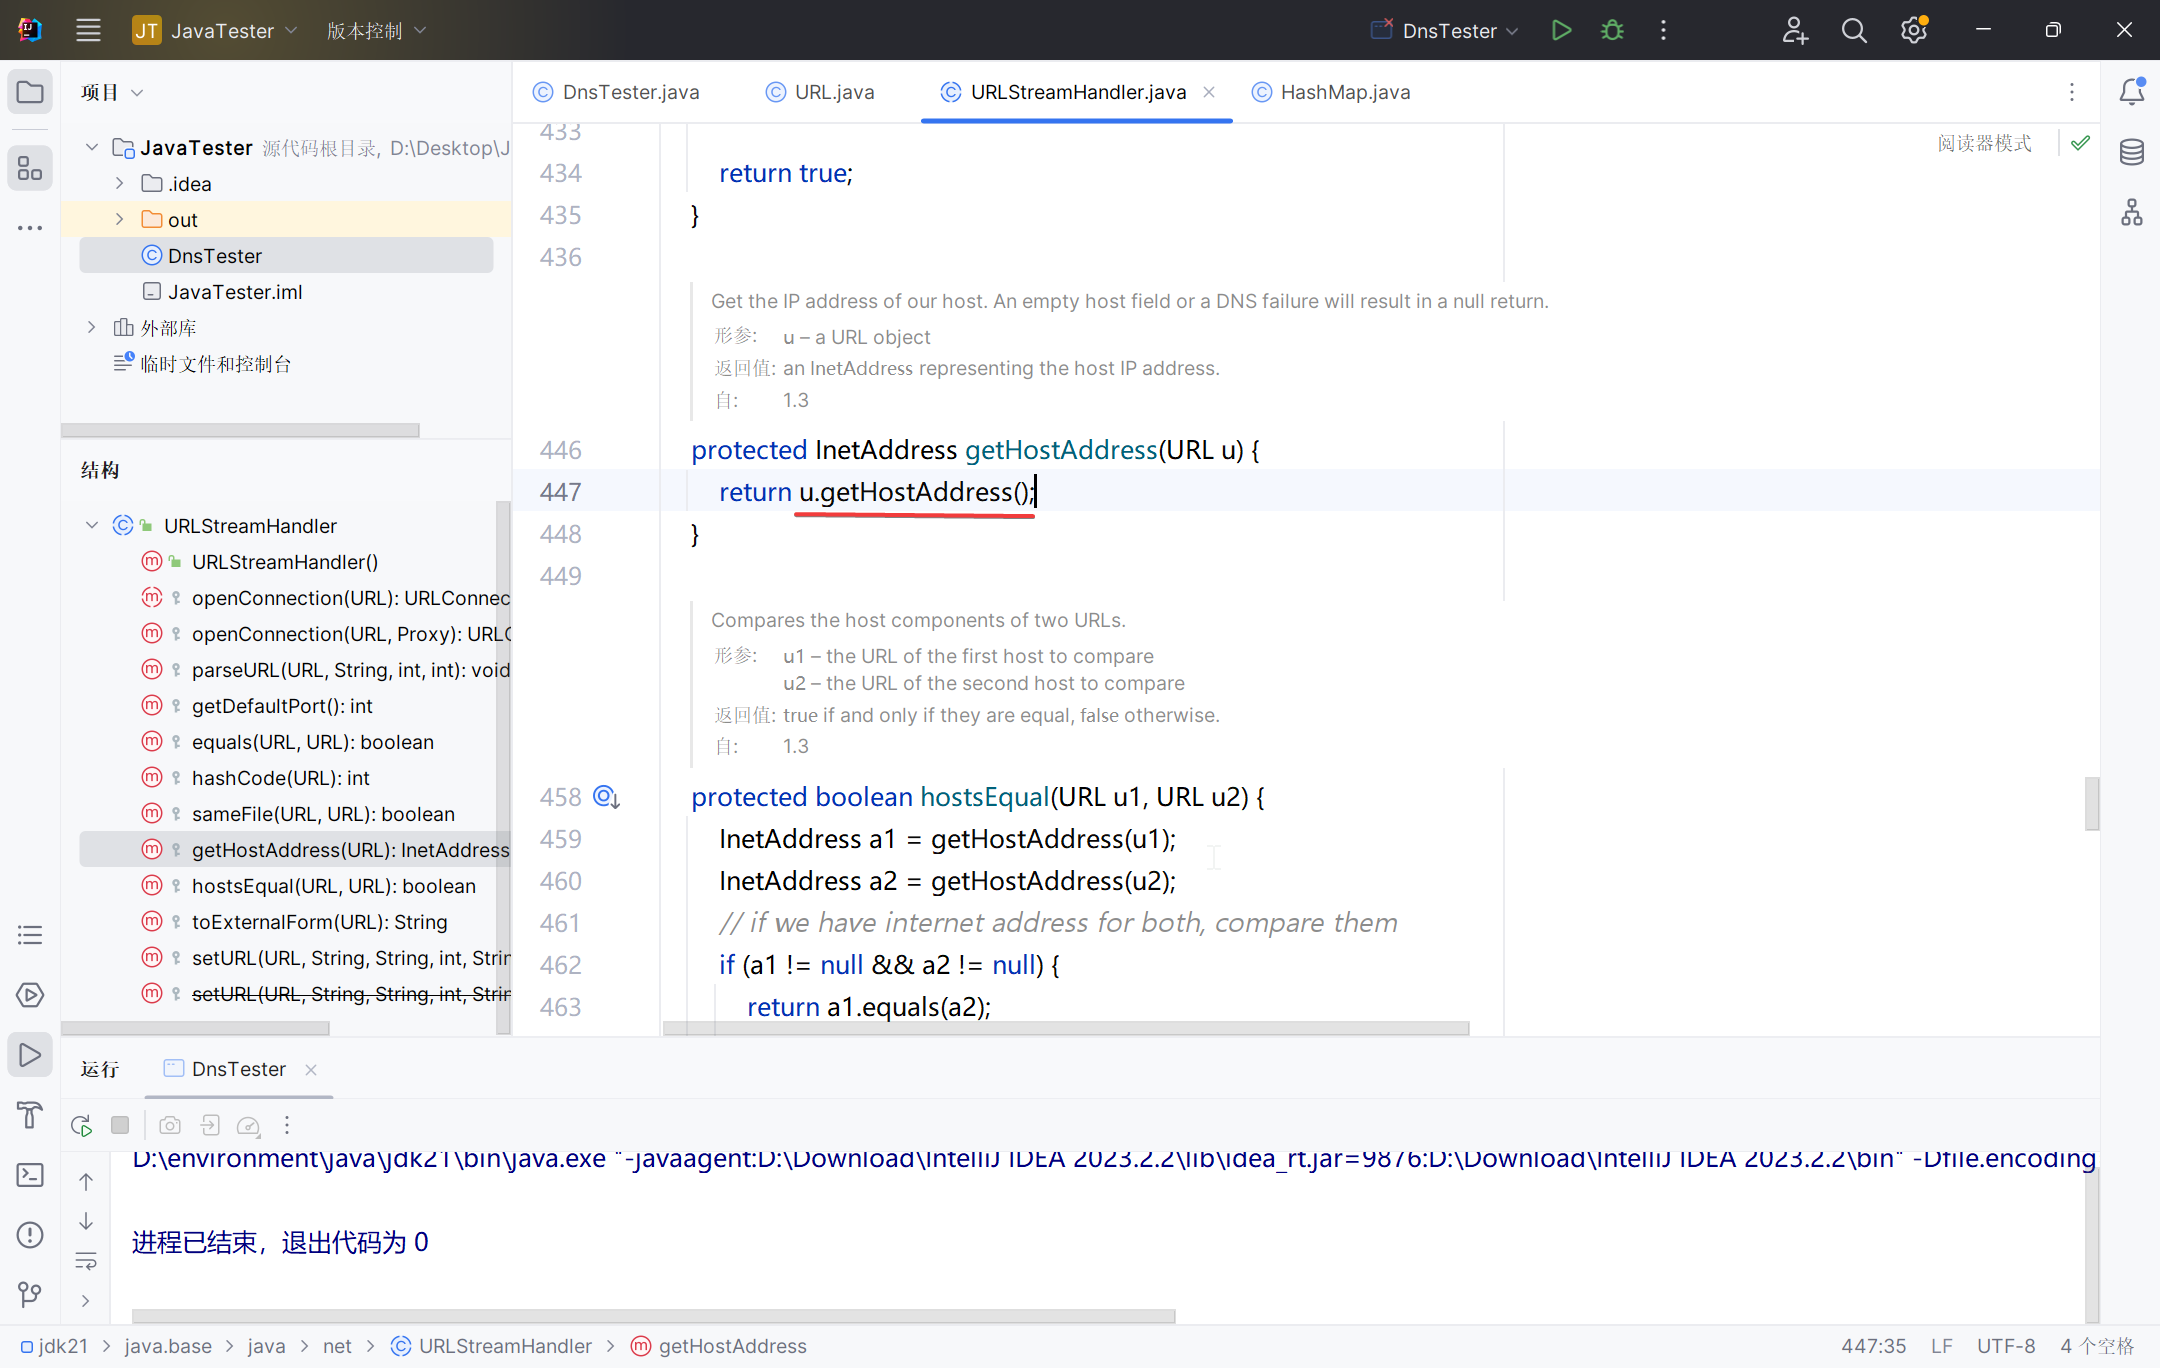 JT JavaTester 版本控制 DnsTester
项目
JavaTester 源代码根目录, D:\Desktop\J
.idea
out
DnsTester
JavaTester.iml
外部库
临时文件和控制台
结构
URLStreamHandler
URLStreamHandler()
openConnection(URL): URLConnec
openConnection(URL, Proxy): URLC
parseURL(URL, String, int, int): void
getDefaultPort(): int
equals(URL, URL): boolean
hashCode(URL): int
sameFile(URL, URL): boolean
getHostAddress(URL): InetAddress
hostsEqual(URL, URL): boolean
toExternalForm(URL): String
setURL(URL, String, String, int, Strin
setURL(URL, String, String, int, Strin
DnsTester.java URL.java URLStreamHandler.java HashMap.java
阅读器模式
433
434 return true;
435 }
436
Get the IP address of our host. An empty host field or a DNS failure will result in a null return.
形参: u – a URL object
返回值: an InetAddress representing the host IP address.
自: 1.3
446 protected InetAddress getHostAddress(URL u) {
447 return u.getHostAddress();
448 }
449
Compares the host components of two URLs.
形参: u1 – the URL of the first host to compare
u2 – the URL of the second host to compare
返回值: true if and only if they are equal, false otherwise.
自: 1.3
458 protected boolean hostsEqual(URL u1, URL u2) {
459 InetAddress a1 = getHostAddress(u1);
460 InetAddress a2 = getHostAddress(u2);
461 // if we have internet address for both, compare them
462 if (a1 != null && a2 != null) {
463 return a1.equals(a2);
运行 DnsTester
D:\environment\java\jdk21\bin\java.exe "-javaagent:D:\Download\IntelliJ IDEA 2023.2.2\lib\idea_rt.jar=9876:D:\Download\IntelliJ IDEA 2023.2.2\bin" -Dfile.encoding
进程已结束，退出代码为 0
jdk21 > java.base > java > net > URLStreamHandler > getHostAddress 447:35 LF UTF-8 4 个空格